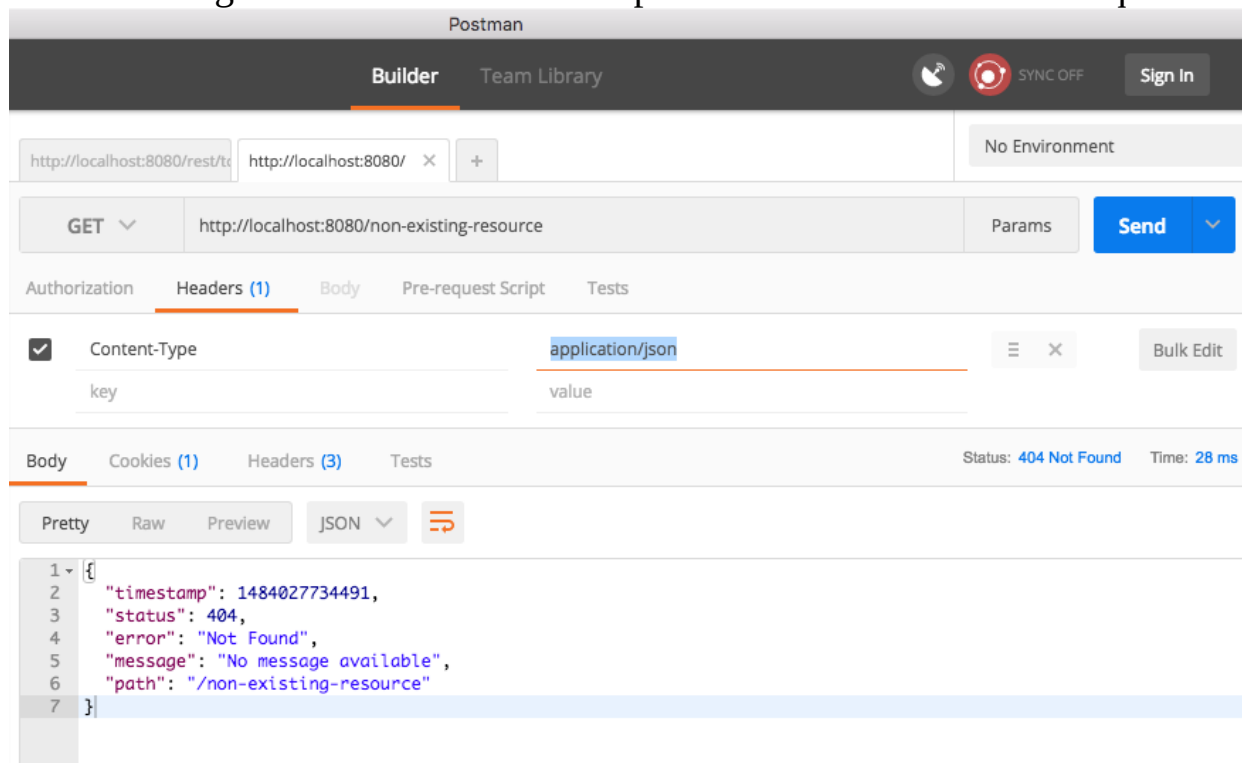 Postman
Builder Team Library SYNC OFF Sign In
http://localhost:8080/rest/to http://localhost:8080/ × + No Environment
GET http://localhost:8080/non-existing-resource Params Send
Authorization Headers (1) Body Pre-request Script Tests
Content-Type application/json Bulk Edit
key value
Body Cookies (1) Headers (3) Tests Status: 404 Not Found Time: 28 ms
Pretty Raw Preview JSON
1 {
2 "timestamp": 1484027734491,
3 "status": 404,
4 "error": "Not Found",
5 "message": "No message available",
6 "path": "/non-existing-resource"
7 }